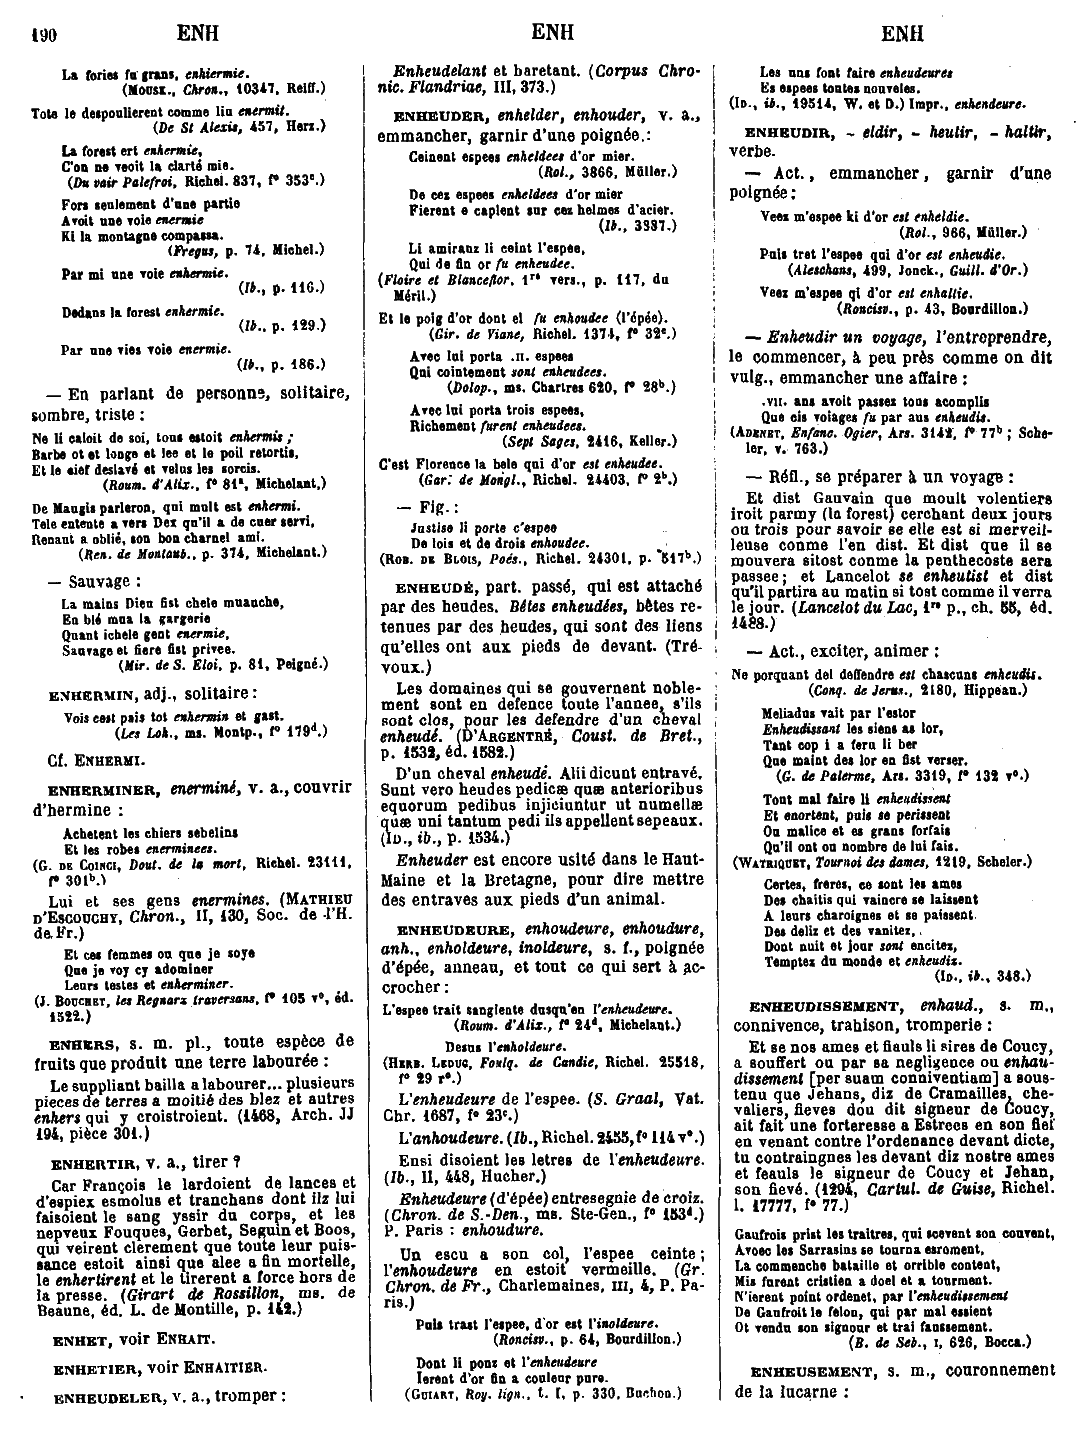 190 ENH ENH ENH
La fories fu grans, enhiermie.
(MOUSK., Chron., 10347, Reiff.)
Tote le despoulierent comme liu enermit.
(De St Alexis, 457, Herz.)
La forest ert enhermie,
C'on ne veoit la clarté mie.
(Du vair Palefroi, Richel. 837, f° 353c.)
Fors seulement d'une partie
Avoit une voie enermie
Ki la montagne compassa.
(Fregus, p. 74, Michel.)
Par mi une voie enhermie.
(Ib., p. 116.)
Dedans la forest enhermie.
(Ib., p. 129.)
Par une vies voie enermie.
(Ib., p. 186.)
— En parlant de personne, solitaire,
sombre, triste :
Ne li caloit de soi, tous estoit enhermis ;
Barbe ot et longe et lee et le poil retortis,
Et le cief deslavé et velus les sorcis.
(Roum. d'Alix., f° 81a, Michelant.)
De Maugis parleron, qui mult est enhermi.
Tele entente a vers Dex qu'il a de cuer servi,
Renaut a oblié, son bon charnel ami.
(Ren. de Montaub., p. 374, Michelant.)
— Sauvage :
La mains Dieu fist chele muanche,
En blé mua la gargerie
Quant ichele gent enermie,
Sauvage et fiere fist privee.
(Mir. de S. Eloi, p. 81, Peigné.)
ENHERMIN, adj., solitaire :
Vois cest pais tot enhermin et gast.
(Les Loh., ms. Montp., f° 179d.)
Cf. ENHERMI.
ENHERMINER, enerminé, v. a., couvrir
d'hermine :
Achetent les chiers sebelins
Et les robes enerminees.
(G. DE COINCI, Dout. de la mort, Richel. 23111,
f° 301b.)
Lui et ses gens enermines. (MATHIEU
D'ESCOUCHY, Chron., II, 130, Soc. de l'H.
de Fr.)
Et ces femmes ou que je soye
Que je voy cy adominer
Leurs testes et enherminer.
(J. BOUCHET, les Regnarz traversans, f° 105 v°, éd.
1522.)
ENHERS, s. m. pl., toute espèce de
fruits que produit une terre labourée :
Le suppliant bailla a labourer... plusieurs
pieces de terres a moitié des blez et autres
enhers qui y croistroient. (1468, Arch. JJ
194, pièce 301.)
ENHERTIR, v. a., tirer ?
Car François le lardoient de lances et
d'espiex esmolus et tranchans dont ilz lui
faisoient le sang yssir du corps, et les
nepveux Fouques, Gerbet, Seguin et Boos,
qui veirent clerement que toute leur puis-
sance estoit ainsi que alee a fin mortelle,
le enhertirent et le tirerent a force hors de
la presse. (Girart de Rossillon, ms. de
Beaune, éd. L. de Montille, p. 142.)
ENHET, voir ENHAIT.
ENHETIER, voir ENHAITIER.
ENHEUDELER, v. a., tromper :
Enheudelant et baretant. (Corpus Chro-
nic. Flandriae, III, 373.)
ENHEUDER, enhelder, enhouder, v. a.,
emmancher, garnir d'une poignée :
Ceinent espees enheldees d'or mier.
(Rol., 3866, Müller.)
De cez espees enheldees d'or mier
Fierent e caplent sur cez helmes d'acier.
(Ib., 3887.)
Li amiranz li ceint l'espee,
Qui de fin or fu enheudee.
(Floire et Blanceflor, 1re vers., p. 117, du
Méril.)
Et le poig d'or dont el fu enhoudee (l'épée).
(Gir. de Viane, Richel. 1374, f° 32c.)
Avec lui porta .II. espees
Qui cointement sont enheudees.
(Dolop., ms. Chartres 620, f° 28b.)
Avec lui porta trois espees,
Richement furent enheudees.
(Sept Sages, 2416, Keller.)
C'est Florence la bele qui d'or est enheudee.
(Gar. de Mongl., Richel. 24403, f° 2b.)
— Fig. :
Justise li porte c'espee
De lois et de drois enhoudee.
(ROB. DE BLOIS, Poés., Richel. 24301, p. 517b.)
ENHEUDÉ, part. passé, qui est attaché
par des heudes. Bêtes enheudées, bêtes re-
tenues par des heudes, qui sont des liens
qu'elles ont aux pieds de devant. (Tré-
voux.)
Les domaines qui se gouvernent noble-
ment sont en defence toute l'annee, s'ils
sont clos, pour les defendre d'un cheval
enheudé. (D'ARGENTRÉ, Coust. de Bret.,
p. 1532, éd. 1582.)
D'un cheval enheudé. Alii dicunt entravé.
Sunt vero heudes pedicæ quæ anterioribus
equorum pedibus injiciuntur ut numellæ
quæ uni tantum pedi ils appellent sepeaux.
(ID., ib., p. 1534.)
Enheuder est encore usité dans le Haut-
Maine et la Bretagne, pour dire mettre
des entraves aux pieds d'un animal.
ENHEUDEURE, enhoudeure, enhoudure,
anh., enholdeure, inoldeure, s. f., poignée
d'épée, anneau, et tout ce qui sert à ac-
crocher :
L'espee trait sanglente dusqu'en l'enheudeure.
(Roum. d'Alix., f° 24d, Michelant.)
Desus l'enholdeure.
(HERB. LEDUC, Foulq. de Candie, Richel. 25518,
f° 29 r°.)
L'enheudeure de l'espee. (S. Graal, Vat.
Chr. 1687, f° 23c.)
L'anhoudeure. (Ib., Richel. 2455, f° 114 v°.)
Ensi disoient les letres de l'enheudeure.
(Ib., II, 448, Hucher.)
Enheudeure (d'épée) entresegnie de croiz.
(Chron. de S.-Den., ms. Ste-Gen., f° 153d.)
P. Paris : enhoudure.
Un escu a son col, l'espee ceinte ;
l'enhoudeure en estoit vermeille. (Gr.
Chron. de Fr., Charlemaines, III, 4, P. Pa-
ris.)
Puis trast l'espee, d'or est l'inoldeure.
(Roncisv., p. 64, Bourdillon.)
Dont li ponz et l'enheudeure
Ierent d'or fin a couleur pure.
(GUIART, Roy. lign., t. I, p. 330, Buchon.)
Les uns font faire enheudeures
Es espees toutes nouveles.
(ID., ib., 19514, W. et D.) Impr., enhendeure.
ENHEUDIR, - eldir, - heulir, - haltir,
verbe.
— Act., emmancher, garnir d'une
poignée :
Veez m'espee ki d'or est enheldie.
(Rol., 966, Müller.)
Puis tret l'espee qui d'or est enheudie.
(Aleschans, 499, Jonck., Guill. d'Or.)
Veez m'espee qi d'or est enhaltie.
(Roncisv., p. 43, Bourdillon.)
— Enheudir un voyage, l'entreprendre,
le commencer, à peu près comme on dit
vulg., emmancher une affaire :
.VII. ans avoit passez tous acomplis
Que cis voiages fu par aus enheudis.
(ADENET, Enfanc. Ogier, Ars. 3142, f° 77b ; Sche-
ler, v. 763.)
— Réfl., se préparer à un voyage :
Et dist Gauvain que moult volentiers
iroit parmy (la forest) cerchant deux jours
ou trois pour savoir se elle est si merveil-
leuse comme l'en dist. Et dist que il se
mouvera sitost comme la penthecoste sera
passee ; et Lancelot se enheutist et dist
qu'il partira au matin si tost comme il verra
le jour. (Lancelot du Lac, 1re p., ch. 55, éd.
1488.)
— Act., exciter, animer :
Ne porquant del deffendre est chascuns enheudis.
(Conq. de Jerus., 2180, Hippeau.)
Meliadus vait par l'estor
Enheudissant les siens as lor,
Tant cop i a feru li ber
Que maint des lor en fist verser.
(G. de Palerme, Ars. 3319, f° 132 v°.)
Tout mal faire li enheudissent
Et enortent, puis se perissent
Ou malice et es grans forfais
Qu'il ont ou nombre de lui fais.
(WATRIQUET, Tournoi des dames, 1219, Scheler.)
Certes, freres, ce sont les ames
Des chaitis qui vaincre se laissent
A leurs charoignes et se paissent
Des deliz et des vanitez,
Dont nuit et jour sont encitez,
Temptez du monde et enheudiz.
(ID., ib., 348.)
ENHEUDISSEMENT, enhaud., s. m.,
connivence, trahison, tromperie :
Et se nos ames et fiauls li sires de Coucy,
a souffert ou par sa negligence ou enhau-
dissement [per suam conniventiam] a sous-
tenu que Jehans, diz de Cramailles, che-
valiers, fieves dou dit signeur de Coucy,
ait fait une forteresse a Estrees en son fief
en venant contre l'ordenance devant dicte,
tu contraingnes les devant diz nostre ames
et feauls le signeur de Coucy et Jehan,
son fievé. (1294, Cartul. de Guise, Richel.
l. 17777, f° 77.)
Gaufrois prist les traitres, qui scevent son couvent,
Avoec les Sarrasins se tourna esroment,
La commenche bataille et orrible content,
Mis furent cristien a doel et a tourment.
N'ierent point ordenet, par l'enheudissement
De Gaufroit le felon, qui par mal essient
Ot vendu son signour et trai faussement.
(B. de Seb., I, 626, Bocca.)
ENHEUSEMENT, s. m., couronnement
de la lucarne :